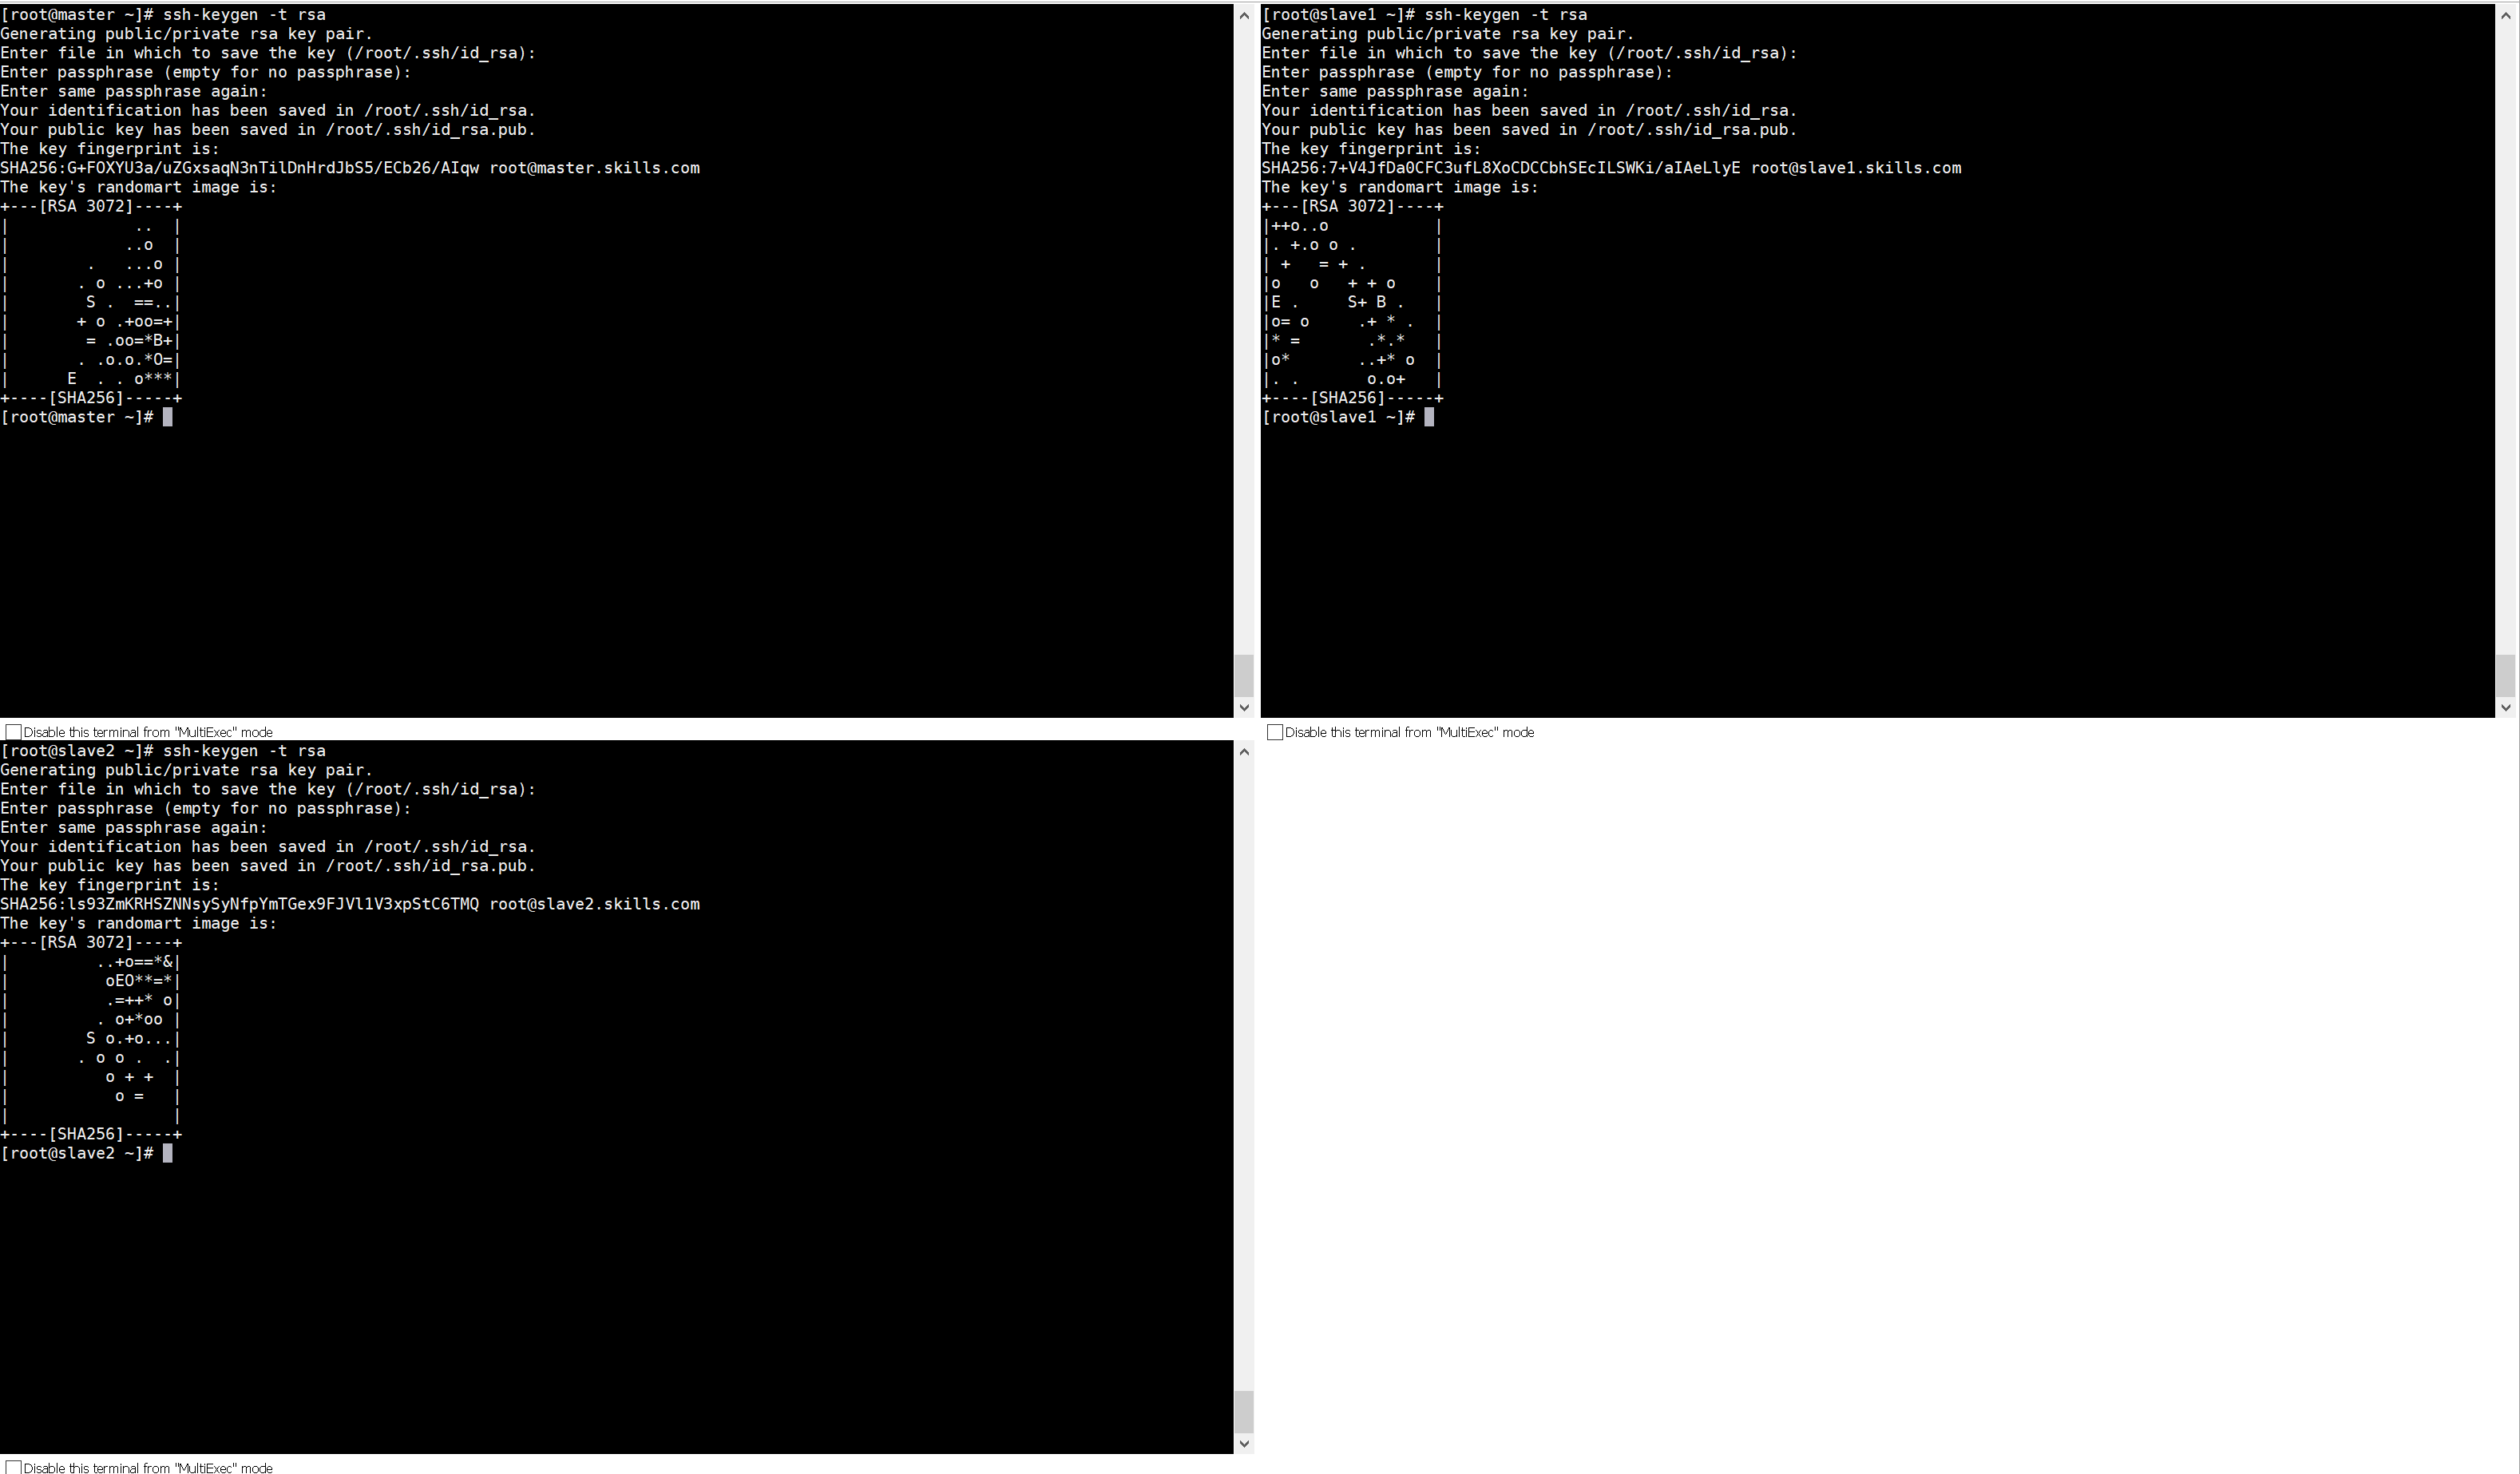 [root@master ~]# ssh-keygen -t rsa
Generating public/private rsa key pair.
Enter file in which to save the key (/root/.ssh/id_rsa):
Enter passphrase (empty for no passphrase):
Enter same passphrase again:
Your identification has been saved in /root/.ssh/id_rsa.
Your public key has been saved in /root/.ssh/id_rsa.pub.
The key fingerprint is:
SHA256:G+FOXYU3a/uZGxsaqN3nTilDnHrdJbS5/ECb26/AIqw root@master.skills.com
The key's randomart image is:
+---[RSA 3072]----+
|             ..  |
|            ..o  |
|        .   ...o |
|       . o ...+o |
|        S .  ==..|
|       + o .+oo=+|
|        = .oo=*B+|
|       . .o.o.*O=|
|      E  . . o***|
+----[SHA256]-----+
[root@master ~]#
Disable this terminal from "MultiExec" mode
[root@slave1 ~]# ssh-keygen -t rsa
Generating public/private rsa key pair.
Enter file in which to save the key (/root/.ssh/id_rsa):
Enter passphrase (empty for no passphrase):
Enter same passphrase again:
Your identification has been saved in /root/.ssh/id_rsa.
Your public key has been saved in /root/.ssh/id_rsa.pub.
The key fingerprint is:
SHA256:7+V4JfDa0CFC3ufL8XoCDCCbhSEcILSWKi/aIAeLlyE root@slave1.skills.com
The key's randomart image is:
+---[RSA 3072]----+
|++o..o           |
|. +.o o .        |
| +   = + .       |
|o   o   + + o    |
|E .     S+ B .   |
|o= o     .+ * .  |
|* =       .*.*   |
|o*       ..+* o  |
|. .       o.o+   |
+----[SHA256]-----+
[root@slave1 ~]#
Disable this terminal from "MultiExec" mode
[root@slave2 ~]# ssh-keygen -t rsa
Generating public/private rsa key pair.
Enter file in which to save the key (/root/.ssh/id_rsa):
Enter passphrase (empty for no passphrase):
Enter same passphrase again:
Your identification has been saved in /root/.ssh/id_rsa.
Your public key has been saved in /root/.ssh/id_rsa.pub.
The key fingerprint is:
SHA256:ls93ZmKRHSZNNsySyNfpYmTGex9FJVl1V3xpStC6TMQ root@slave2.skills.com
The key's randomart image is:
+---[RSA 3072]----+
|         ..+o==*&|
|          oEO**=*|
|          .=++* o|
|         . o+*oo |
|        S o.+o...|
|       . o o .  .|
|          o + +  |
|           o =   |
|                 |
+----[SHA256]-----+
[root@slave2 ~]#
Disable this terminal from "MultiExec" mode